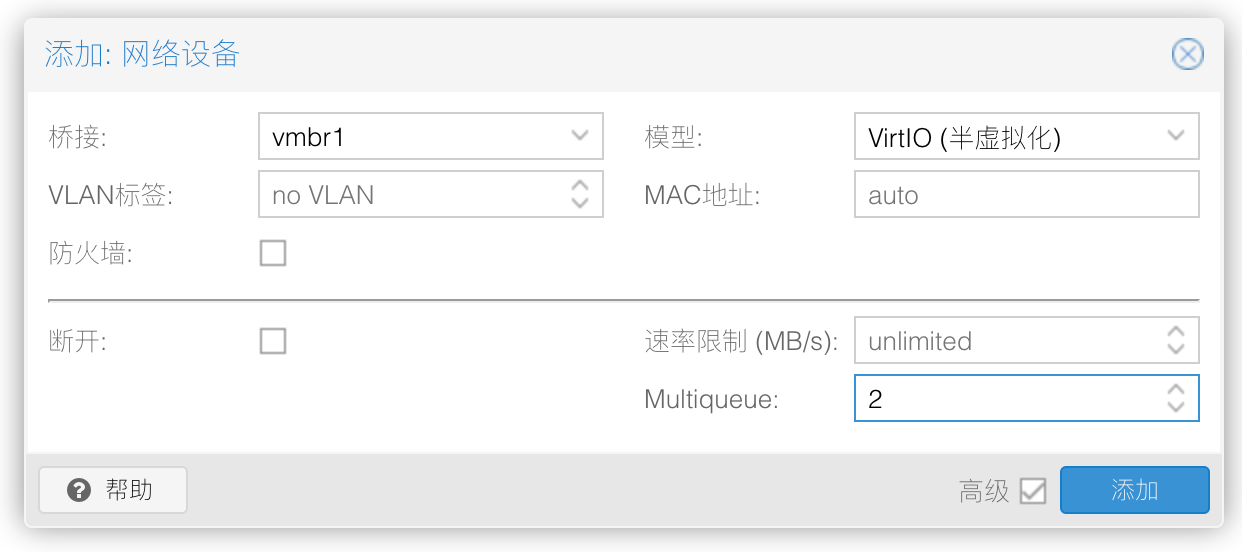 添加: 网络设备
桥接: vmbr1 模型: VirtIO (半虚拟化)
VLAN标签: no VLAN MAC地址: auto
防火墙:
断开: 速率限制 (MB/s): unlimited
Multiqueue: 2
帮助 高级 添加